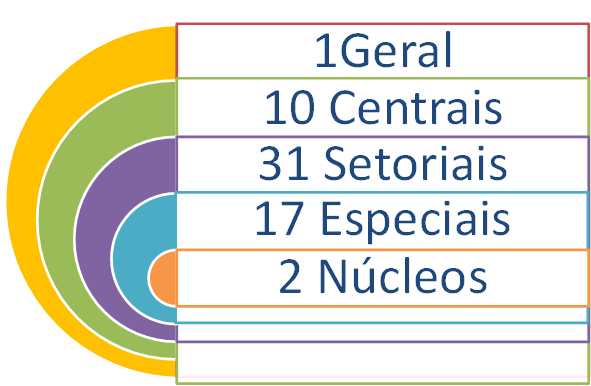 1Geral
10 Centrais
31 Setoriais
17 Especiais
2 Núcleos